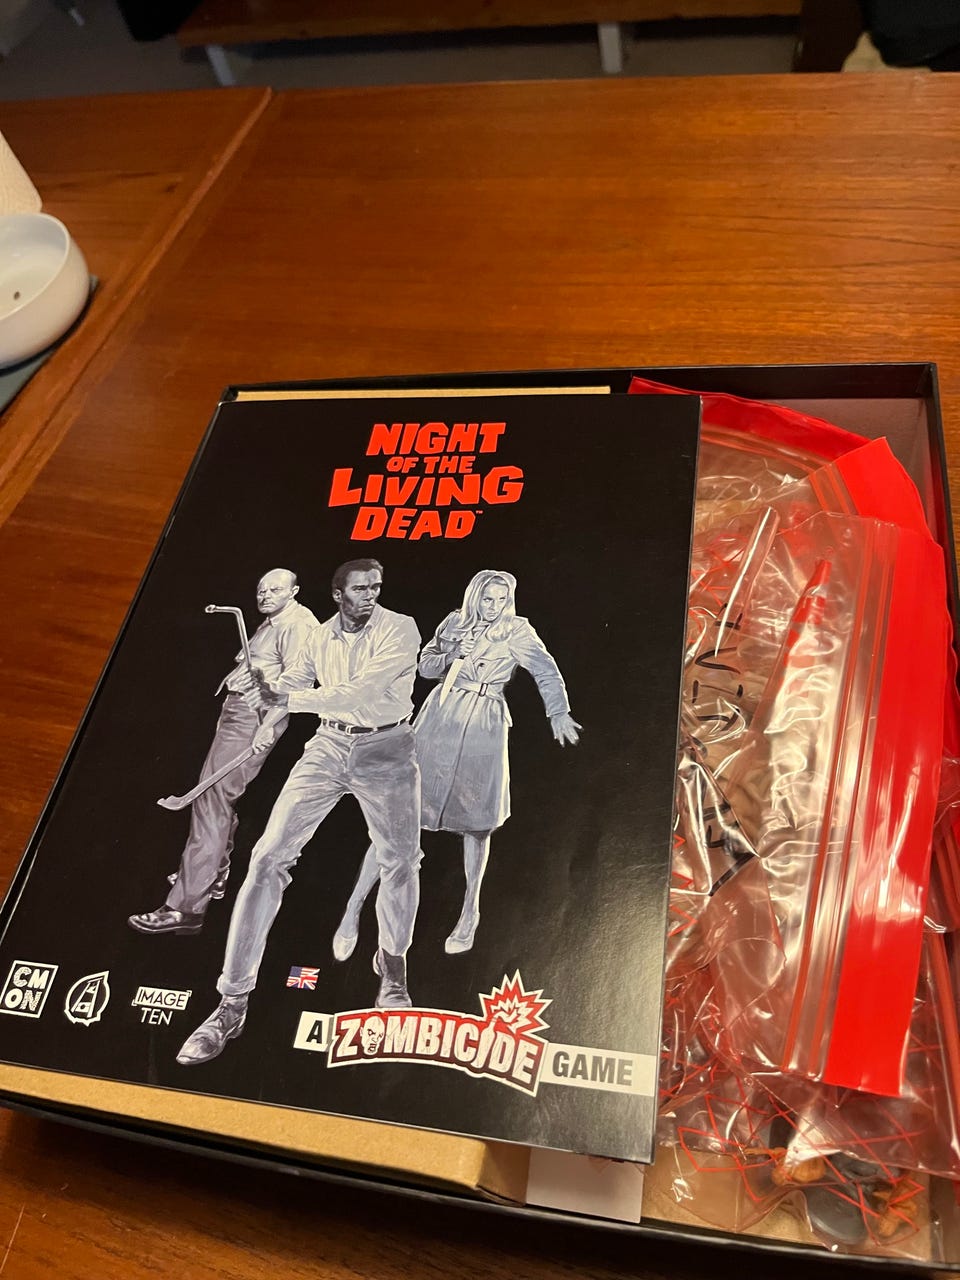 NIGHT
OF THE
LIVING
DEAD™
CM
ON
IMAGE
TEN
A ZOMBICIDE GAME